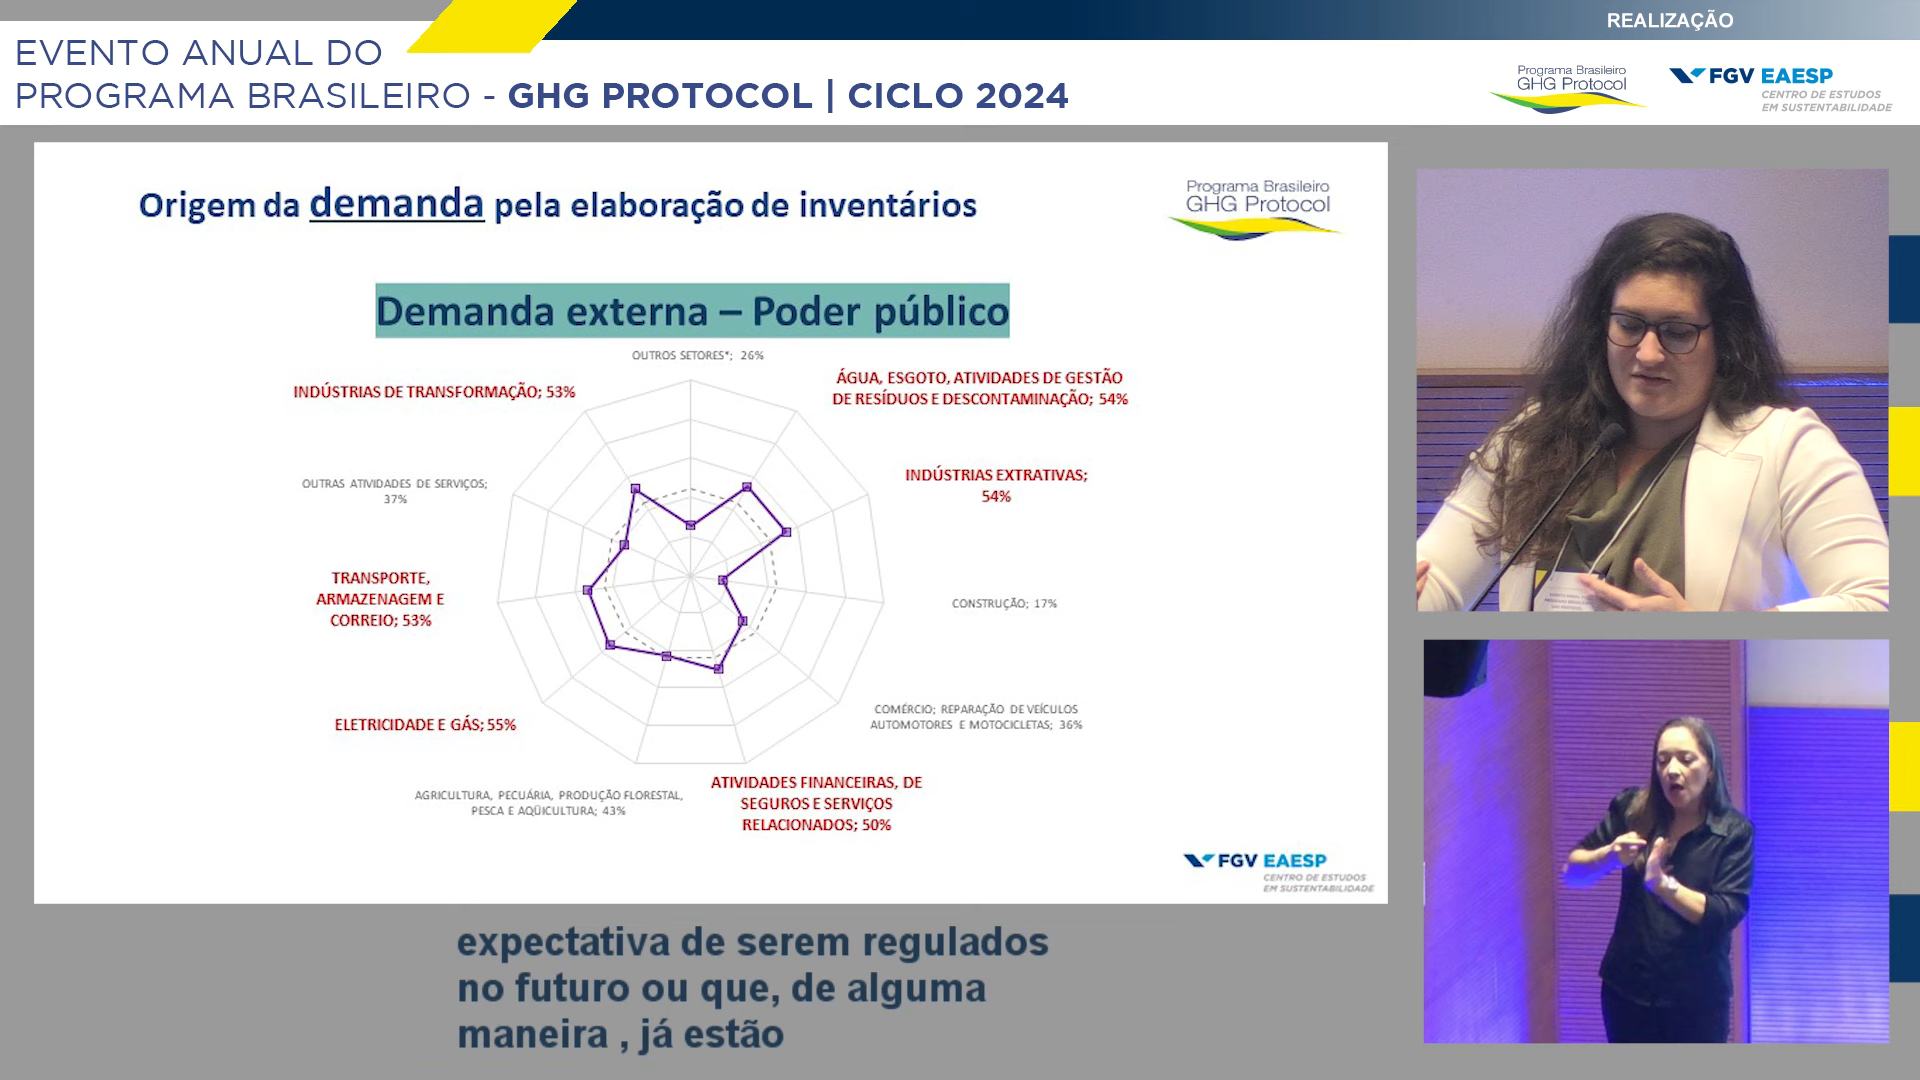 REALIZAÇÃO
EVENTO ANUAL DO
PROGRAMA BRASILEIRO - GHG PROTOCOL | CICLO 2024
Programa Brasileiro
GHG Protocol
FGV EAESP
CENTRO DE ESTUDOS
EM SUSTENTABILIDADE
Origem da demanda pela elaboração de inventários
Programa Brasileiro
GHG Protocol
Demanda externa – Poder público
OUTROS SETORES*; 26%
ÁGUA, ESGOTO, ATIVIDADES DE GESTÃO
DE RESÍDUOS E DESCONTAMINAÇÃO; 54%
INDÚSTRIAS DE TRANSFORMAÇÃO; 53%
INDÚSTRIAS EXTRATIVAS;
54%
OUTRAS ATIVIDADES DE SERVIÇOS;
37%
TRANSPORTE,
ARMAZENAGEM E
CORREIO; 53%
CONSTRUÇÃO; 17%
COMÉRCIO; REPARAÇÃO DE VEÍCULOS
AUTOMOTORES E MOTOCICLETAS; 36%
ELETRICIDADE E GÁS; 55%
ATIVIDADES FINANCEIRAS, DE
SEGUROS E SERVIÇOS
RELACIONADOS; 50%
AGRICULTURA, PECUÁRIA, PRODUÇÃO FLORESTAL,
PESCA E AQÜICULTURA; 43%
FGV EAESP
CENTRO DE ESTUDOS
EM SUSTENTABILIDADE
expectativa de serem regulados
no futuro ou que, de alguma
maneira , já estão